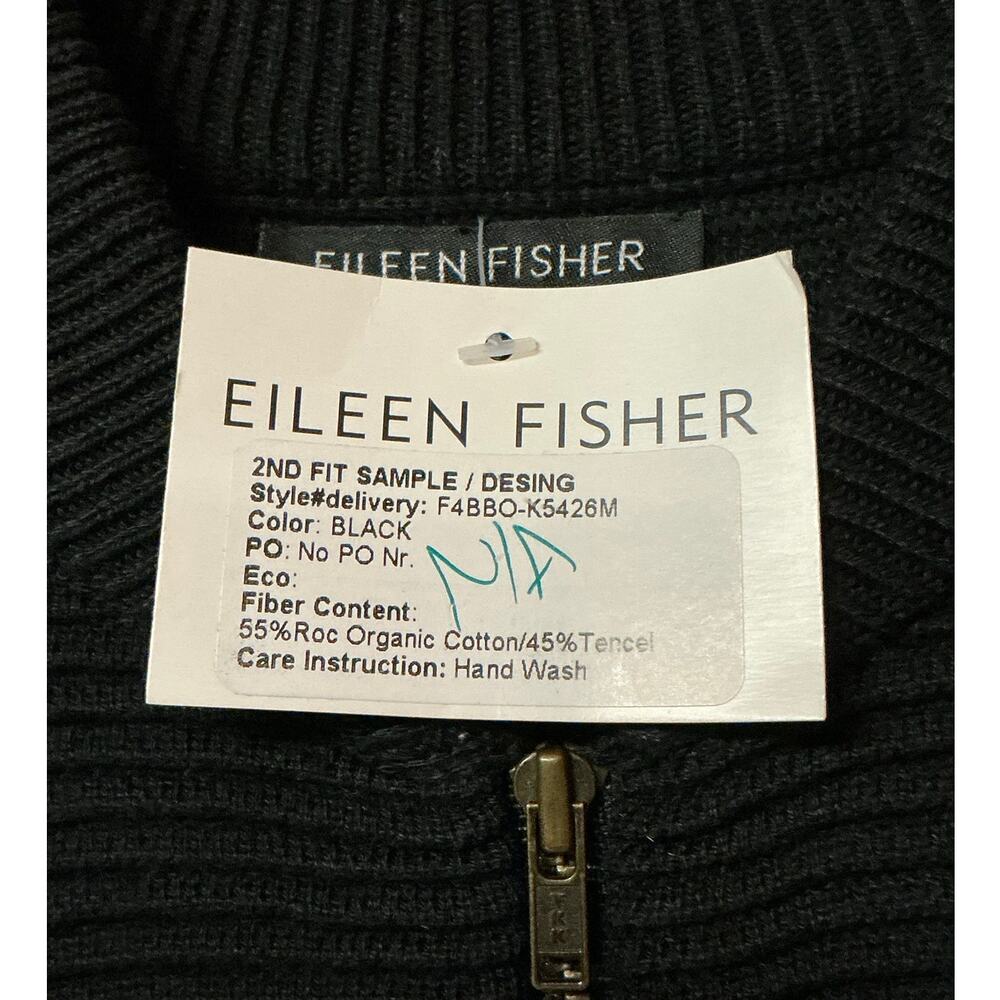 EILEEN FISHER
EILEEN FISHER
2ND FIT SAMPLE / DESING
Style#delivery: F4BBO-K5426M
Color: BLACK
PO: No PO Nr.
N/A
Eco:
Fiber Content:
55%Roc Organic Cotton/45%Tencel
Care Instruction: Hand Wash
YKK